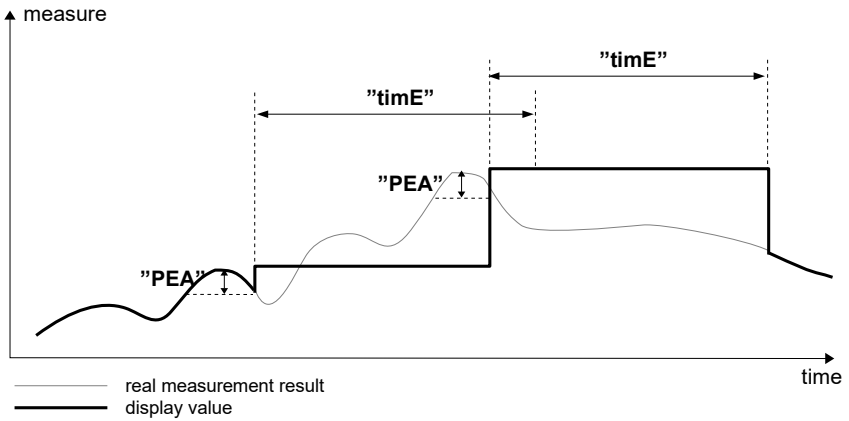 measure
”timE”
”timE”
”PEA”
”PEA”
time
real measurement result
display value